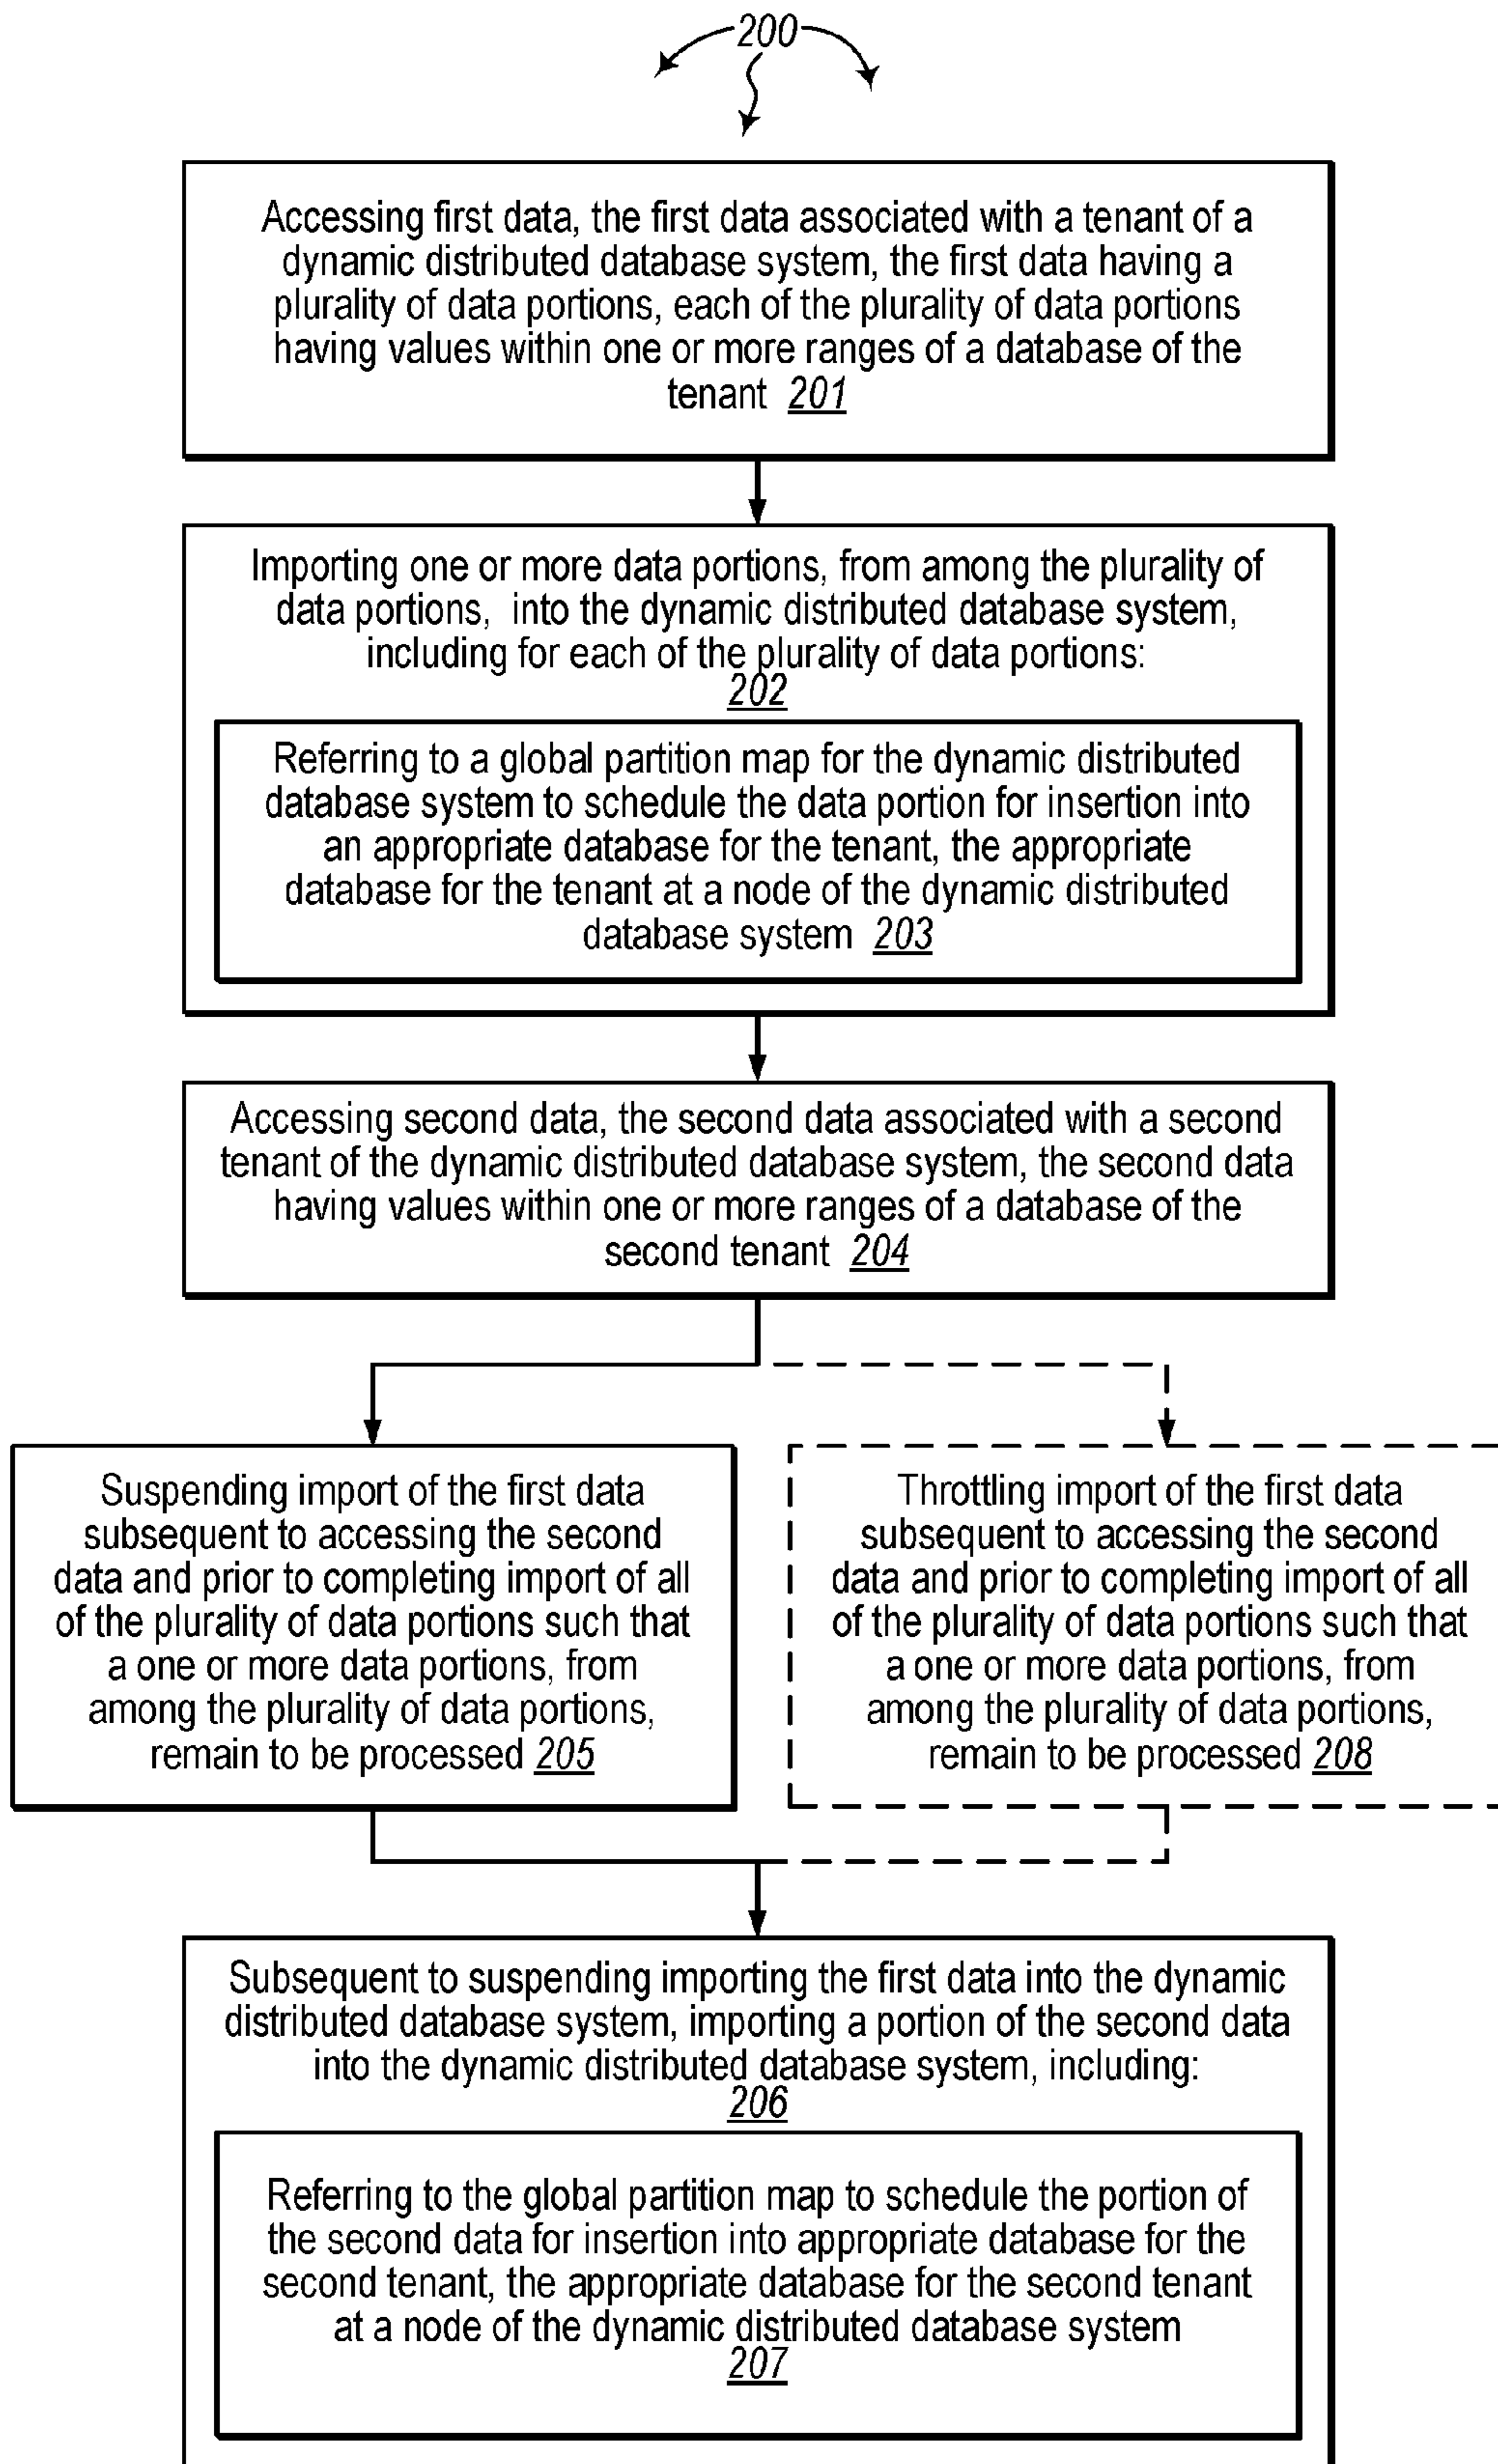 200
Accessing first data, the first data associated with a tenant of a
dynamic distributed database system, the first data having a
plurality of data portions, each of the plurality of data portions
having values within one or more ranges of a database of the
tenant 201
Importing one or more data portions, from among the plurality of
data portions, into the dynamic distributed database system,
including for each of the plurality of data portions:
202
Referring to a global partition map for the dynamic distributed
database system to schedule the data portion for insertion into
an appropriate database for the tenant, the appropriate
database for the tenant at a node of the dynamic distributed
database system 203
Accessing second data, the second data associated with a second
tenant of the dynamic distributed database system, the second data
having values within one or more ranges of a database of the
second tenant 204
Suspending import of the first data
subsequent to accessing the second
data and prior to completing import of all
of the plurality of data portions such that
a one or more data portions, from
among the plurality of data portions,
remain to be processed 205
Throttling import of the first data
subsequent to accessing the second
data and prior to completing import of all
of the plurality of data portions such that
a one or more data portions, from
among the plurality of data portions,
remain to be processed 208
Subsequent to suspending importing the first data into the dynamic
distributed database system, importing a portion of the second data
into the dynamic distributed database system, including:
206
Referring to the global partition map to schedule the portion of
the second data for insertion into appropriate database for the
second tenant, the appropriate database for the second tenant
at a node of the dynamic distributed database system
207